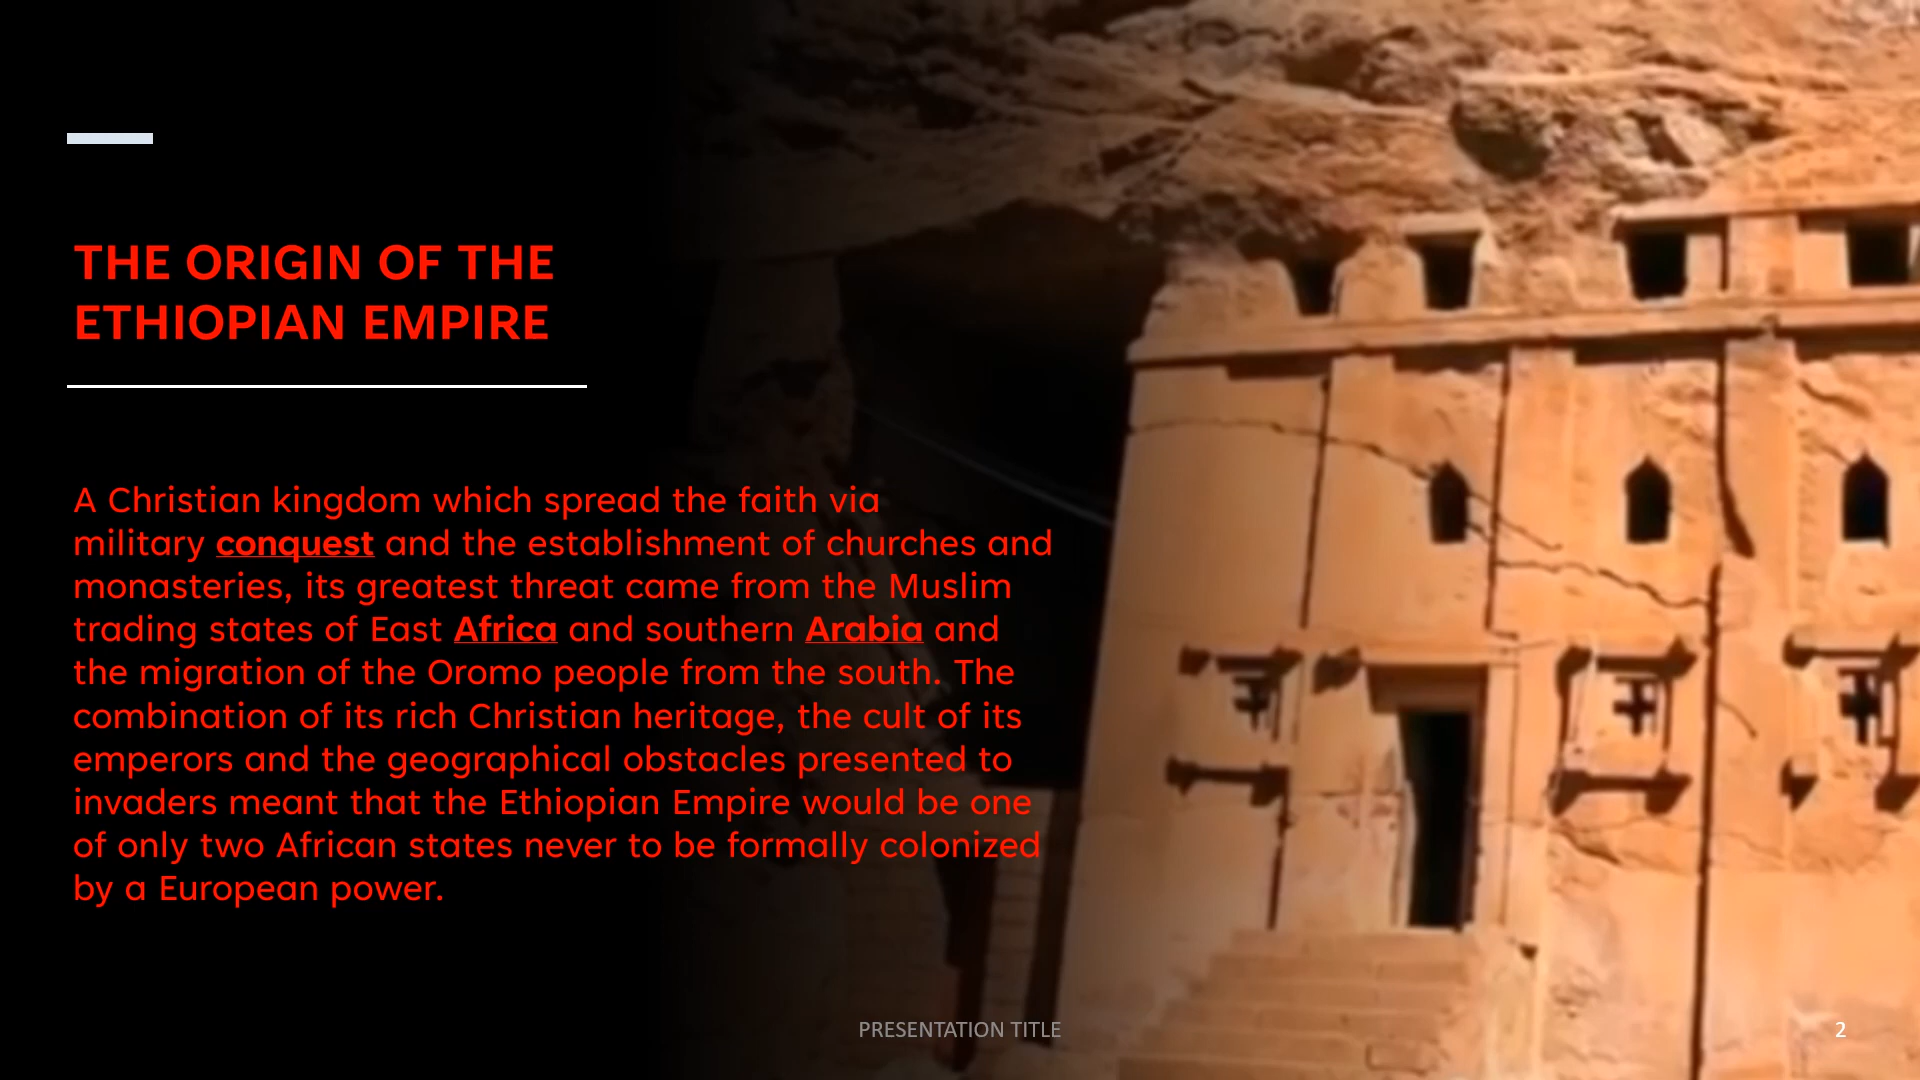 THE ORIGIN OF THE
ETHIOPIAN EMPIRE
A Christian kingdom which spread the faith via
military conquest and the establishment of churches and
monasteries, its greatest threat came from the Muslim
trading states of East Africa and southern Arabia and
the migration of the Oromo people from the south. The
combination of its rich Christian heritage, the cult of its
emperors and the geographical obstacles presented to
invaders meant that the Ethiopian Empire would be one
of only two African states never to be formally colonized
by a European power.
PRESENTATION TITLE
2